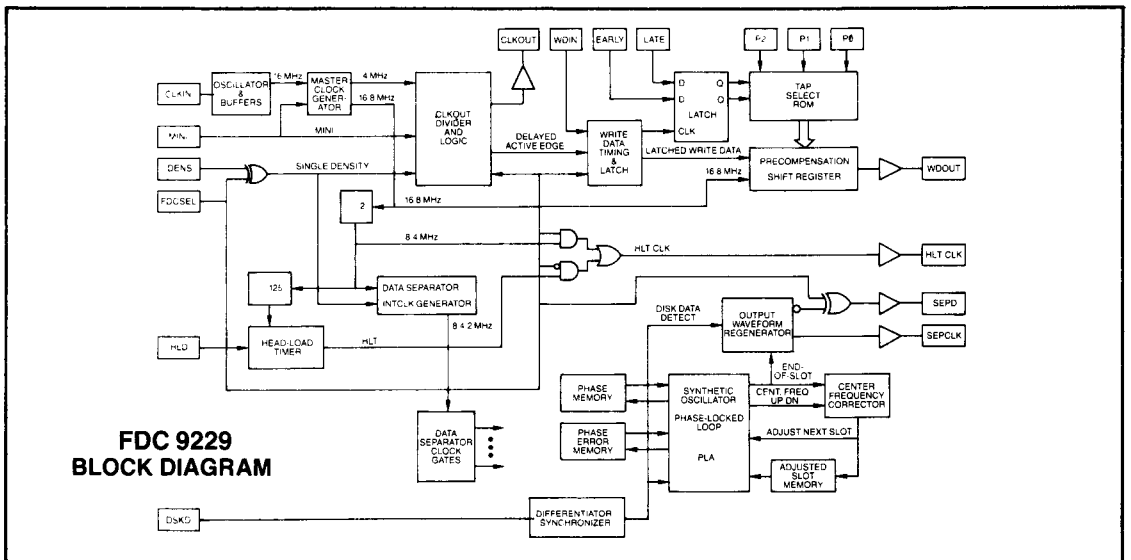 CLKOUT
WDIN
EARLY
LATE
P2
P1
P0
CLKIN
OSCILLATOR
& BUFFERS
16 MHz
MASTER
CLOCK
GENER-
ATOR
4 MHz
16 8 MHz
MINI
MINI
CLKOUT
DIVIDER
AND
LOGIC
D Q
D Q
LATCH
CLK
TAP
SELECT
ROM
DENS
SINGLE DENSITY
FDCSEL
DELAYED
ACTIVE EDGE
WRITE
DATA
TIMING
&
LATCH
LATCHED WRITE DATA
PRECOMPENSATION
SHIFT REGISTER
WDOUT
16 8 MHz
2
16 8 MHz
8 4 MHz
HLT CLK
HLT CLK
125
DATA SEPARATOR
INTCLK GENERATOR
8 4 2 MHz
DISK DATA
DETECT
OUTPUT
WAVEFORM
REGENERATOR
SEPD
SEPCLK
HLD
HEAD-LOAD
TIMER
HLT
END-
OF-SLOT
PHASE
MEMORY
SYNTHETIC
OSCILLATOR
PHASE-LOCKED
LOOP
PLA
CENT. FREQ
UP DN
CENTER
FREQUENCY
CORRECTOR
PHASE
ERROR
MEMORY
ADJUST NEXT SLOT
ADJUSTED
SLOT
MEMORY
DATA
SEPARATOR
CLOCK
GATES
FDC 9229
BLOCK DIAGRAM
DSKD
DIFFERENTIATOR
SYNCHRONIZER